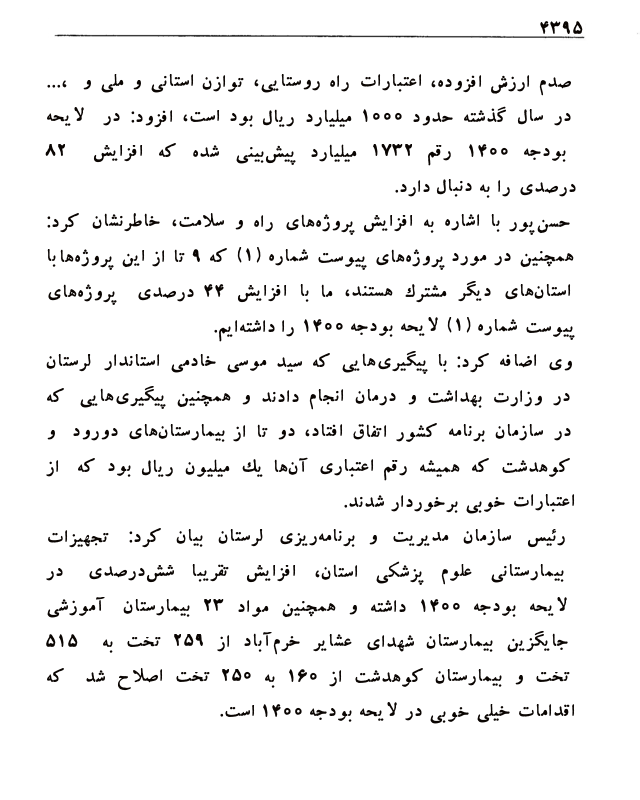 ۴۳۹۵
صدم ارزش افزوده، اعتبارات راه روستایی، توازن استانی و ملی و ،...
در سال گذشته حدود ۱۰۰۰ میلیارد ریال بود است، افزود: در لایحه
بودجه ۱۴۰۰ رقم ۱۷۳۲ میلیارد پیش‌بینی شده که افزایش ۸۲
درصدی را به دنبال دارد.
حسن‌پور با اشاره به افزایش پروژه‌های راه و سلامت، خاطرنشان کرد:
همچنین در مورد پروژه‌های پیوست شماره (۱) که ۹ تا از این پروژه‌ها با
استان‌های دیگر مشترك هستند، ما با افزایش ۴۴ درصدی پروژه‌های
پیوست شماره (۱) لایحه بودجه ۱۴۰۰ را داشته‌ایم.
وی اضافه کرد: با پیگیری‌هایی که سید موسی خادمی استاندار لرستان
در وزارت بهداشت و درمان انجام دادند و همچنین پیگیری‌هایی که
در سازمان برنامه کشور اتفاق افتاد، دو تا از بیمارستان‌های دورود و
کوهدشت که همیشه رقم اعتباری آن‌ها یك میلیون ریال بود که از
اعتبارات خوبی برخوردار شدند.
رئیس سازمان مدیریت و برنامه‌ریزی لرستان بیان کرد: تجهیزات
بیمارستانی علوم پزشکی استان، افزایش تقریبا شش‌درصدی در
لایحه بودجه ۱۴۰۰ داشته و همچنین مواد ۲۳ بیمارستان آموزشی
جایگزین بیمارستان شهدای عشایر خرم‌آباد از ۲۵۹ تخت به ۵۱۵
تخت و بیمارستان کوهدشت از ۱۶۰ به ۲۵۰ تخت اصلاح شد که
اقدامات خیلی خوبی در لایحه بودجه ۱۴۰۰ است.